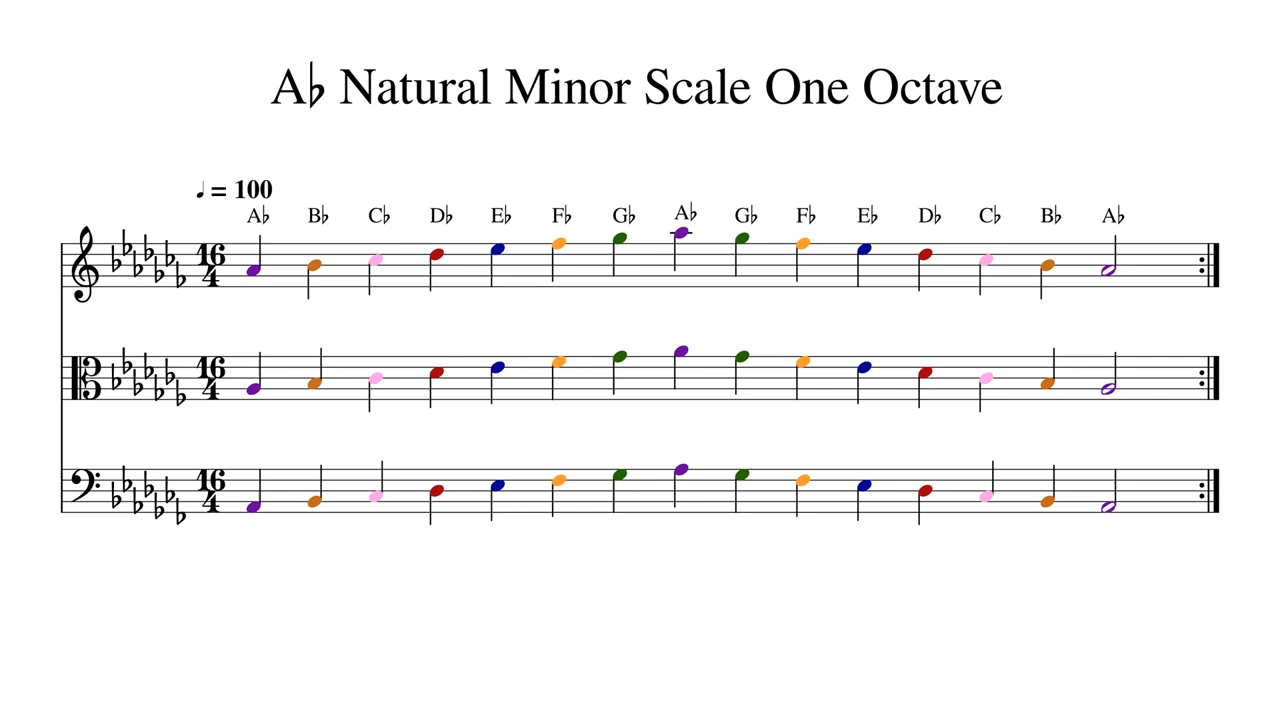 A♭ Natural Minor Scale One Octave
♩ = 100
A♭ B♭ C♭ D♭ E♭ F♭ G♭ A♭ G♭ F♭ E♭ D♭ C♭ B♭ A♭
16
4
16
4
16
4